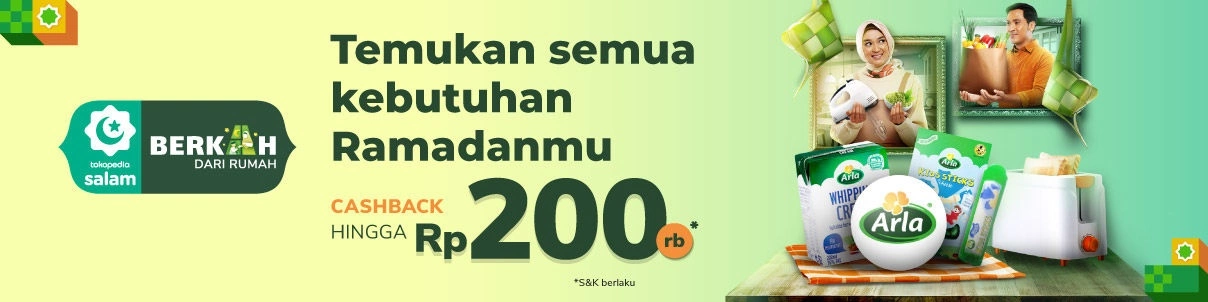 tokopedia
salam
BERKAH
DARI RUMAH
Temukan semua
kebutuhan
Ramadanmu
CASHBACK
HINGGA
Rp200rb*
*S&K berlaku
Arla
WHIPPING
Arla
KIDS STICKS
Arla